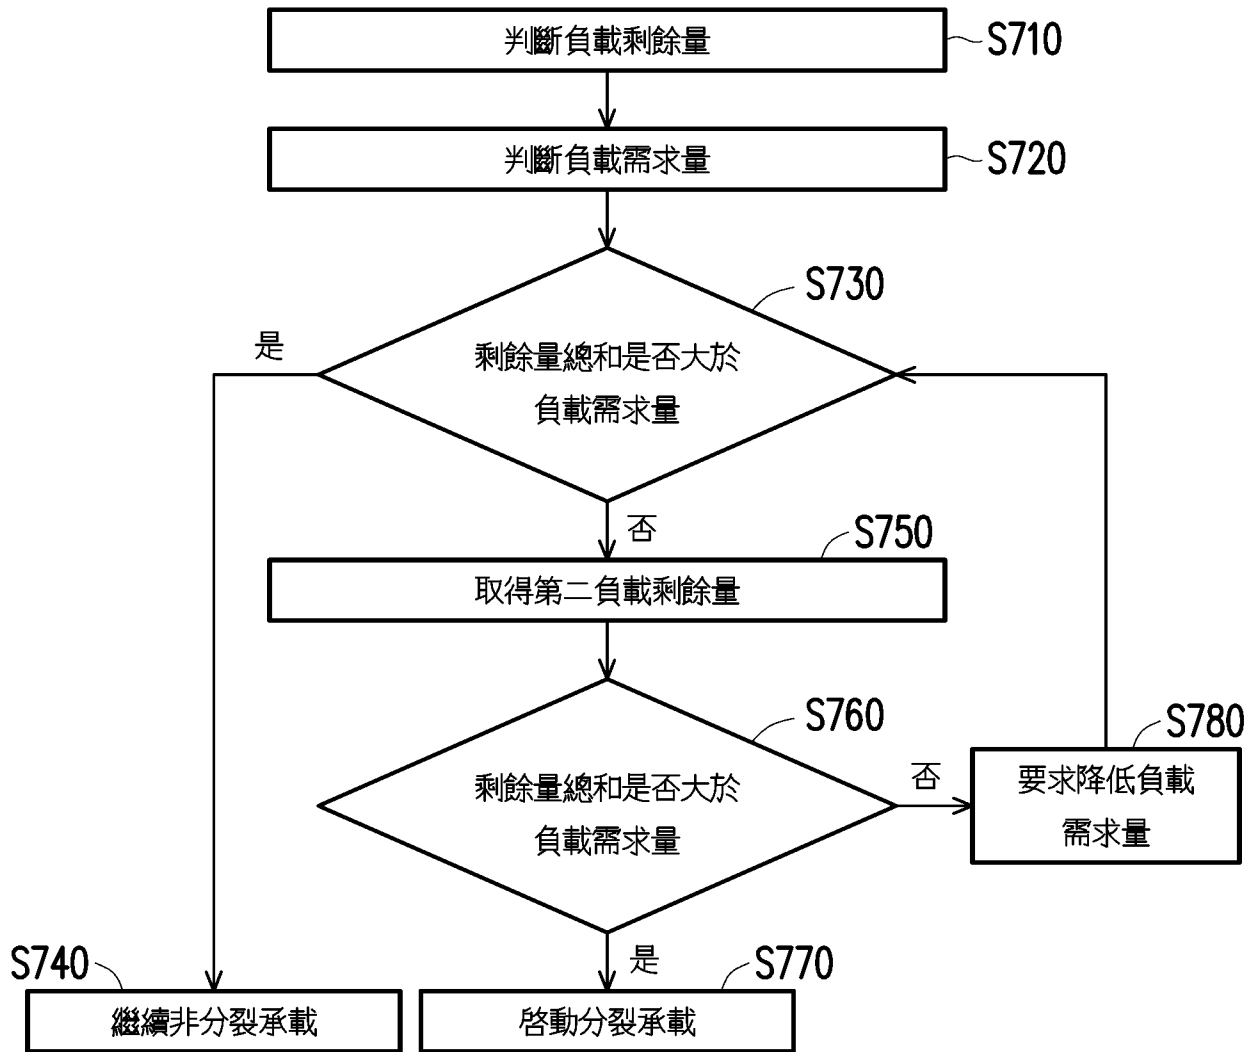 判斷負載剩餘量
S710
判斷負載需求量
S720
S730
是
剩餘量總和是否大於
負載需求量
否
S750
取得第二負載剩餘量
S760
S780
剩餘量總和是否大於
負載需求量
否
要求降低負載
需求量
S740
是
S770
繼續非分裂承載
啓動分裂承載